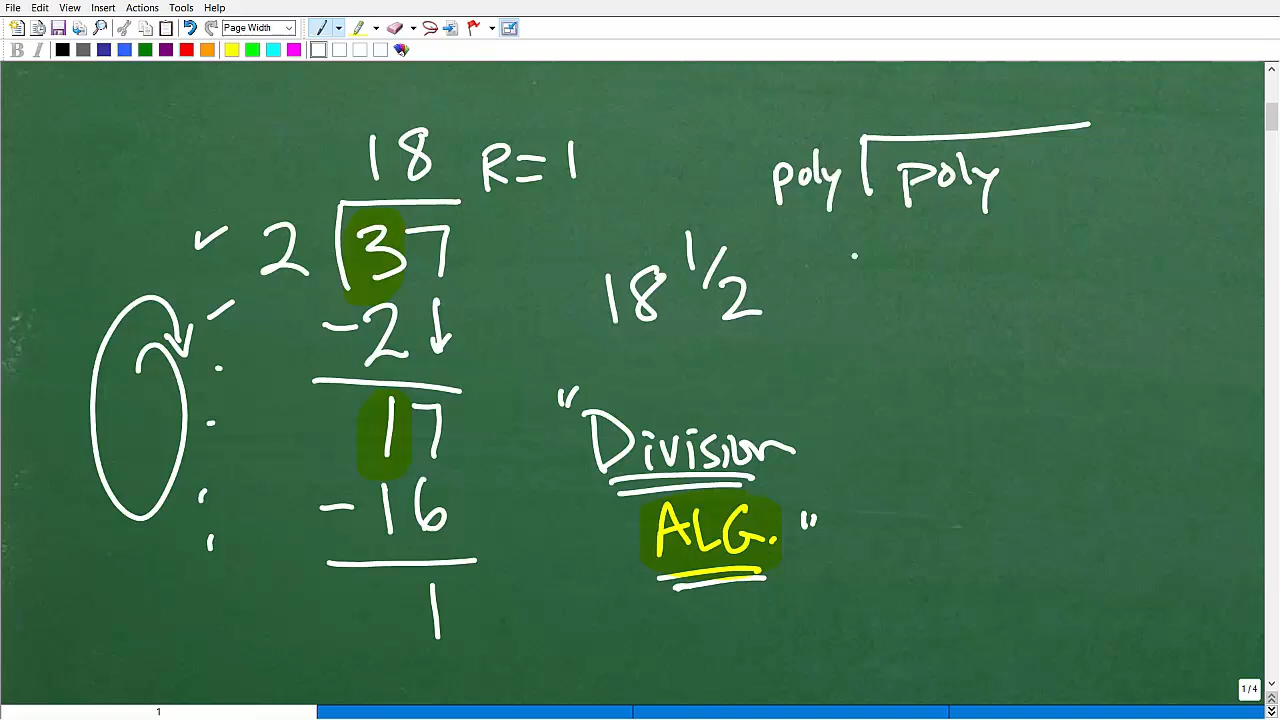 File Edit View Insert Actions Tools Help
Page Width
B I
18 R=1
2 37
-2
17
-16
1
18 1/2
"Division
ALG."
poly poly
1/4
1